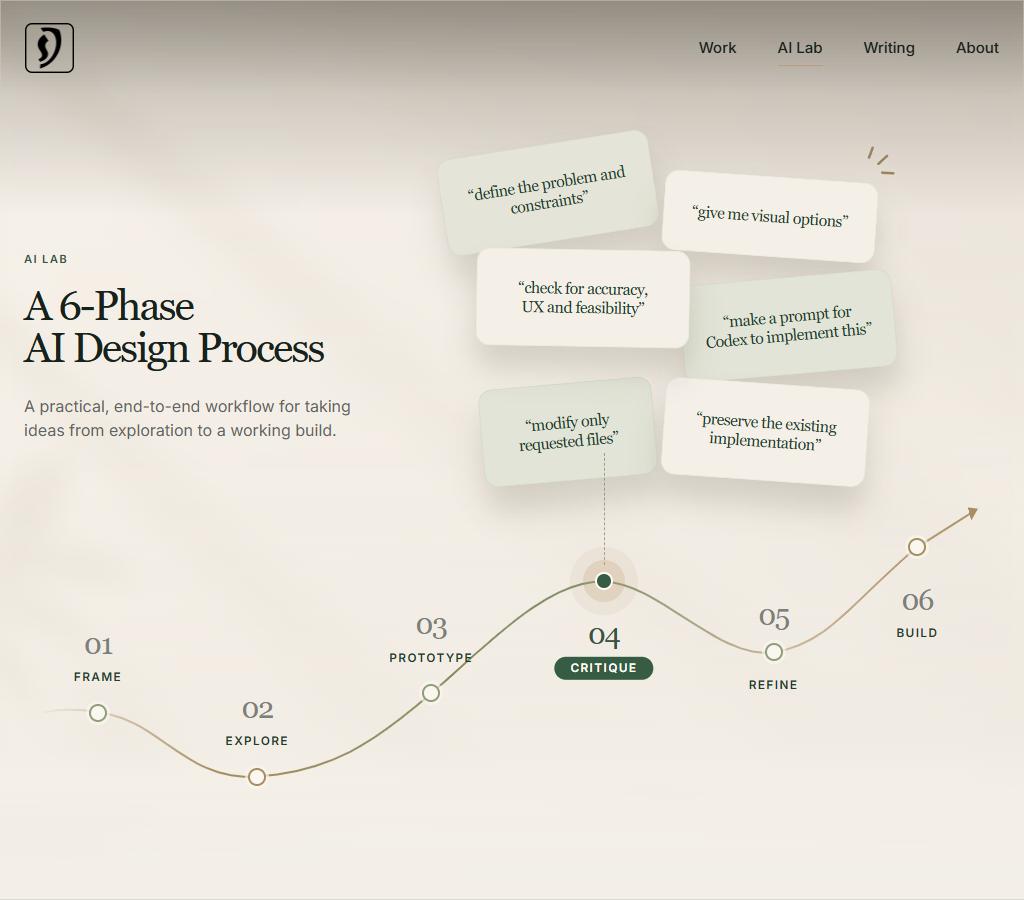 Work
AI Lab
Writing
About
“define the problem and
constraints”
“give me visual options”
“check for accuracy,
UX and feasibility”
“make a prompt for
Codex to implement this”
“modify only
requested files”
“preserve the existing
implementation”
AI LAB
A 6-Phase
AI Design Process
A practical, end-to-end workflow for taking
ideas from exploration to a working build.
01
FRAME
02
EXPLORE
03
PROTOTYPE
04
CRITIQUE
05
REFINE
06
BUILD